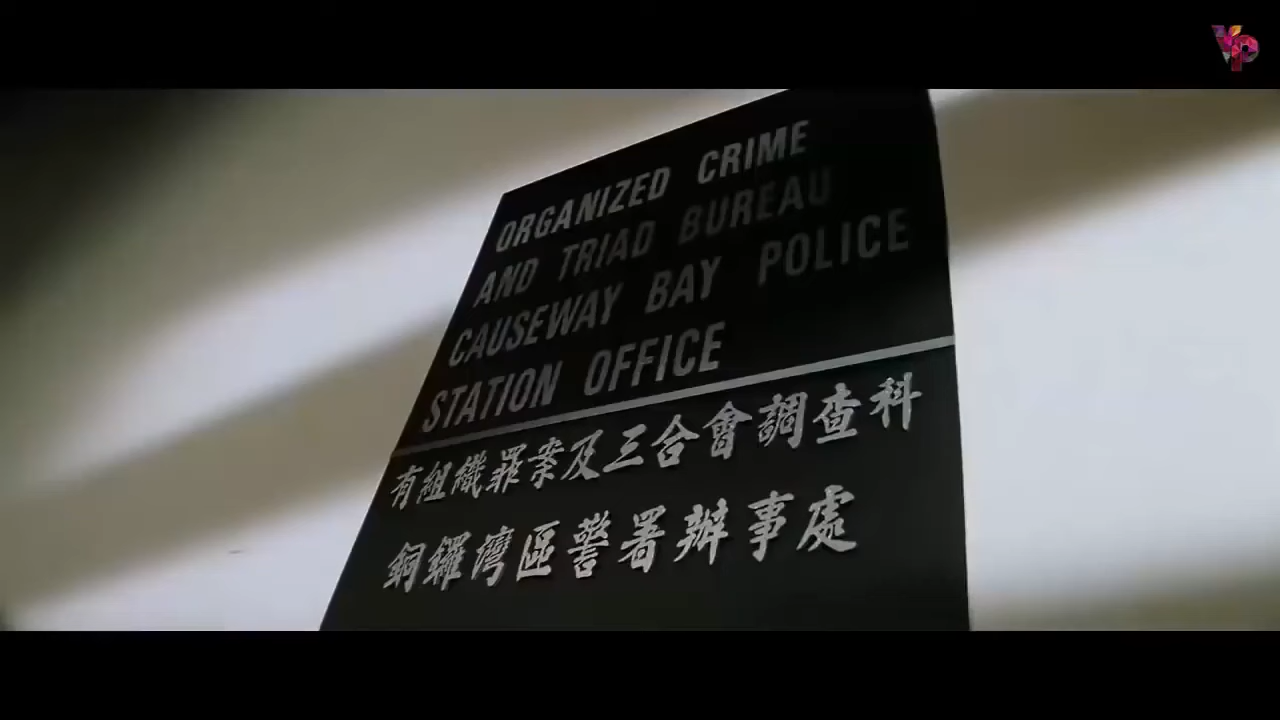 VP
ORGANIZED CRIME
AND TRIAD BUREAU
CAUSEWAY BAY POLICE
STATION OFFICE
有組織罪案及三合會調查科
銅鑼灣區警署辦事處